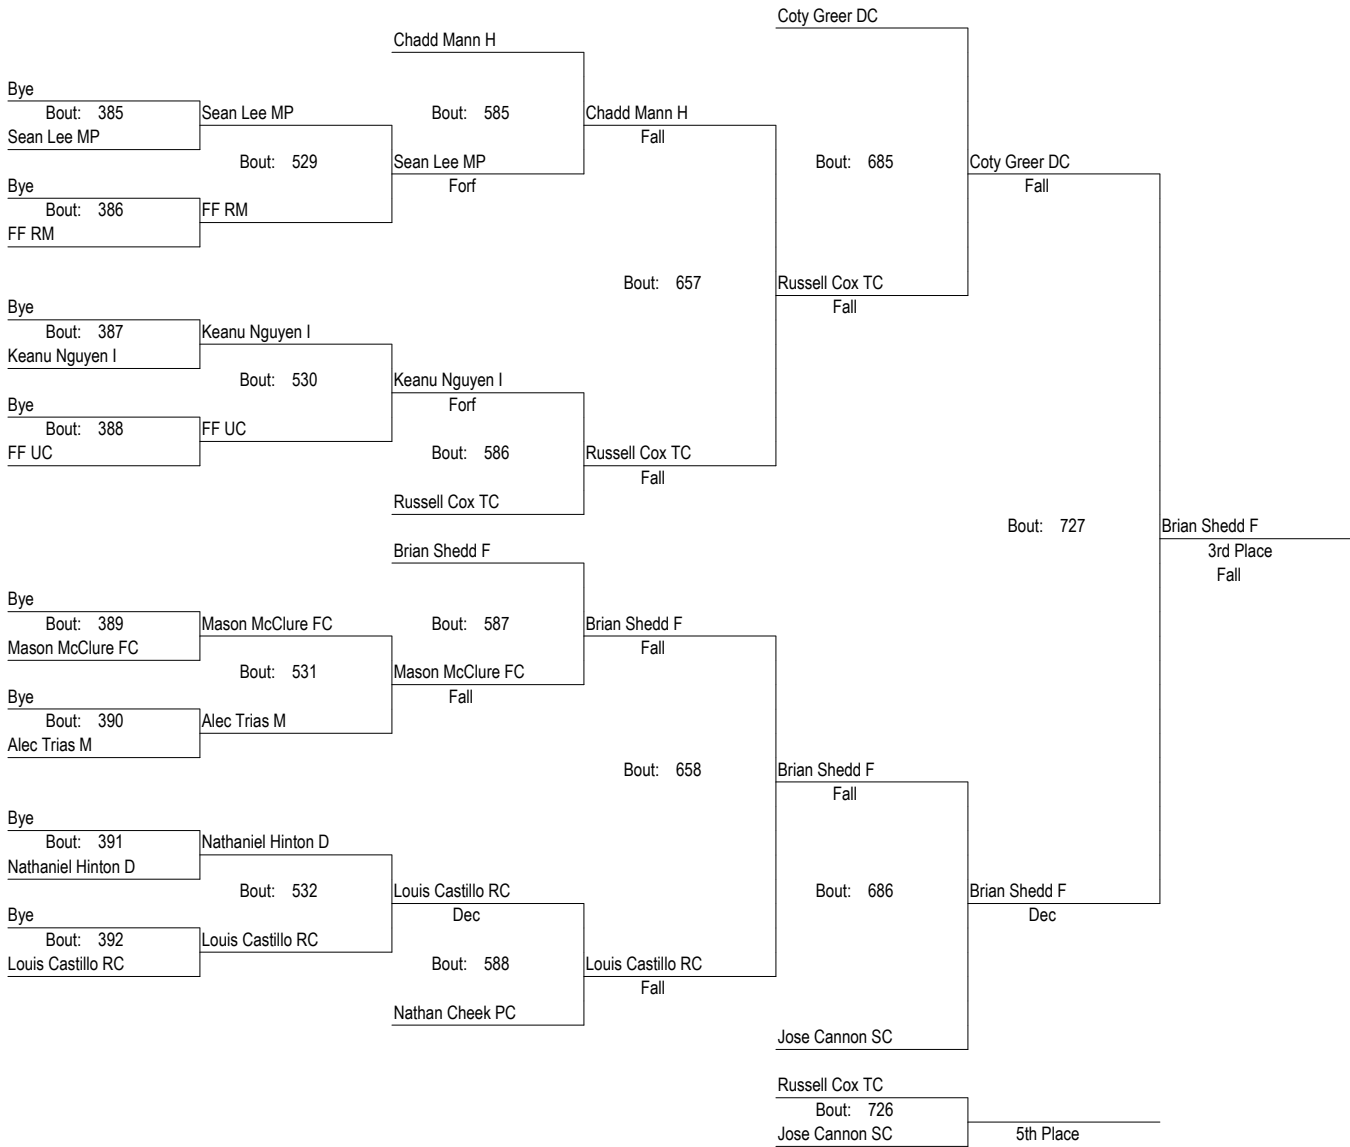 Coty Greer DC
Chadd Mann H
Bye
Bout: 385
Sean Lee MP
Sean Lee MP
Bout: 585
Chadd Mann H
Fall
Bout: 529
Sean Lee MP
Forf
Bout: 685
Coty Greer DC
Fall
Bye
Bout: 386
FF RM
FF RM
Bout: 657
Russell Cox TC
Fall
Bye
Bout: 387
Keanu Nguyen I
Keanu Nguyen I
Bout: 530
Keanu Nguyen I
Forf
Bye
Bout: 388
FF UC
FF UC
Bout: 586
Russell Cox TC
Fall
Russell Cox TC
Bout: 727
Brian Shedd F
3rd Place
Fall
Brian Shedd F
Bye
Bout: 389
Mason McClure FC
Mason McClure FC
Bout: 587
Brian Shedd F
Fall
Bout: 531
Mason McClure FC
Fall
Bye
Bout: 390
Alec Trias M
Alec Trias M
Bout: 658
Brian Shedd F
Fall
Bye
Bout: 391
Nathaniel Hinton D
Nathaniel Hinton D
Bout: 532
Louis Castillo RC
Dec
Bout: 686
Brian Shedd F
Dec
Bye
Bout: 392
Louis Castillo RC
Louis Castillo RC
Bout: 588
Louis Castillo RC
Fall
Nathan Cheek PC
Jose Cannon SC
Russell Cox TC
Bout: 726
Jose Cannon SC
5th Place